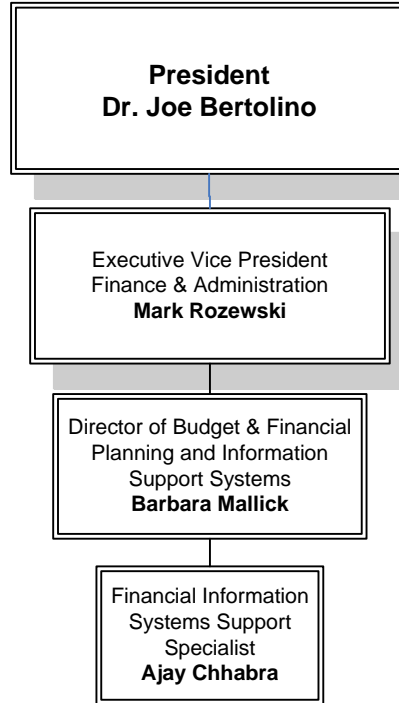 President
Dr. Joe Bertolino
Executive Vice President
Finance & Administration
Mark Rozewski
Director of Budget & Financial
Planning and Information
Support Systems
Barbara Mallick
Financial Information
Systems Support
Specialist
Ajay Chhabra